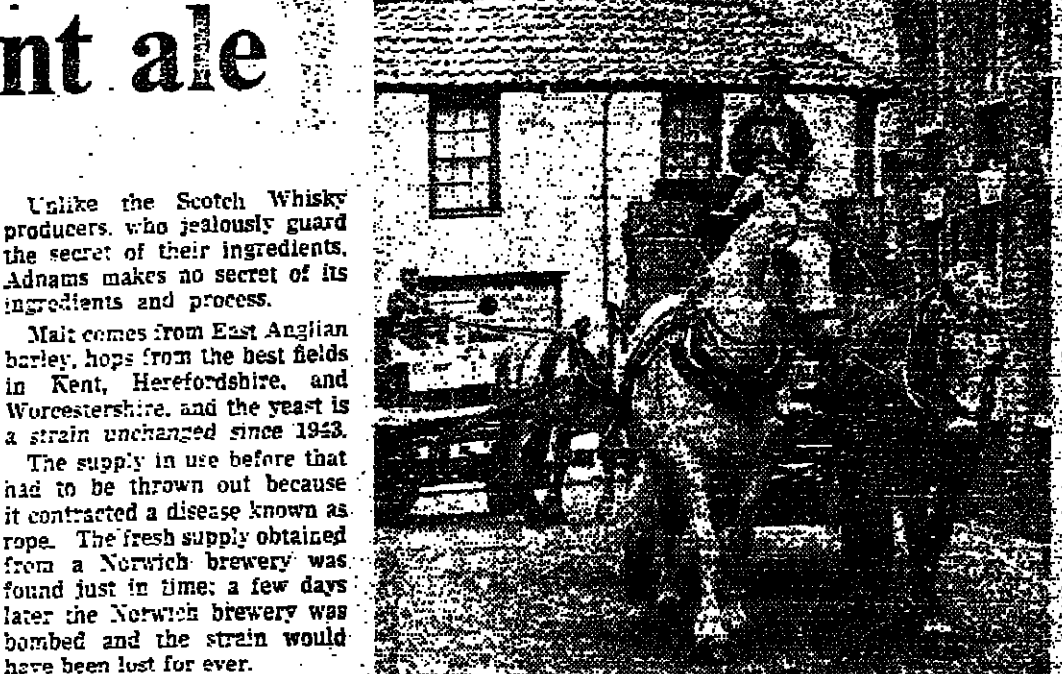 nt ale
Unlike the Scotch Whisky
producers, who jealously guard
the secret of their ingredients,
Adnams makes no secret of its
ingredients and process.
Malt comes from East Anglian
barley, hops from the best fields
in Kent, Herefordshire, and
Worcestershire, and the yeast is
a strain unchanged since 1943.
The supply in use before that
had to be thrown out because
it contracted a disease known as
rope. The fresh supply obtained
from a Norwich brewery was
found just in time; a few days
later the Norwich brewery was
bombed and the strain would
have been lost for ever.